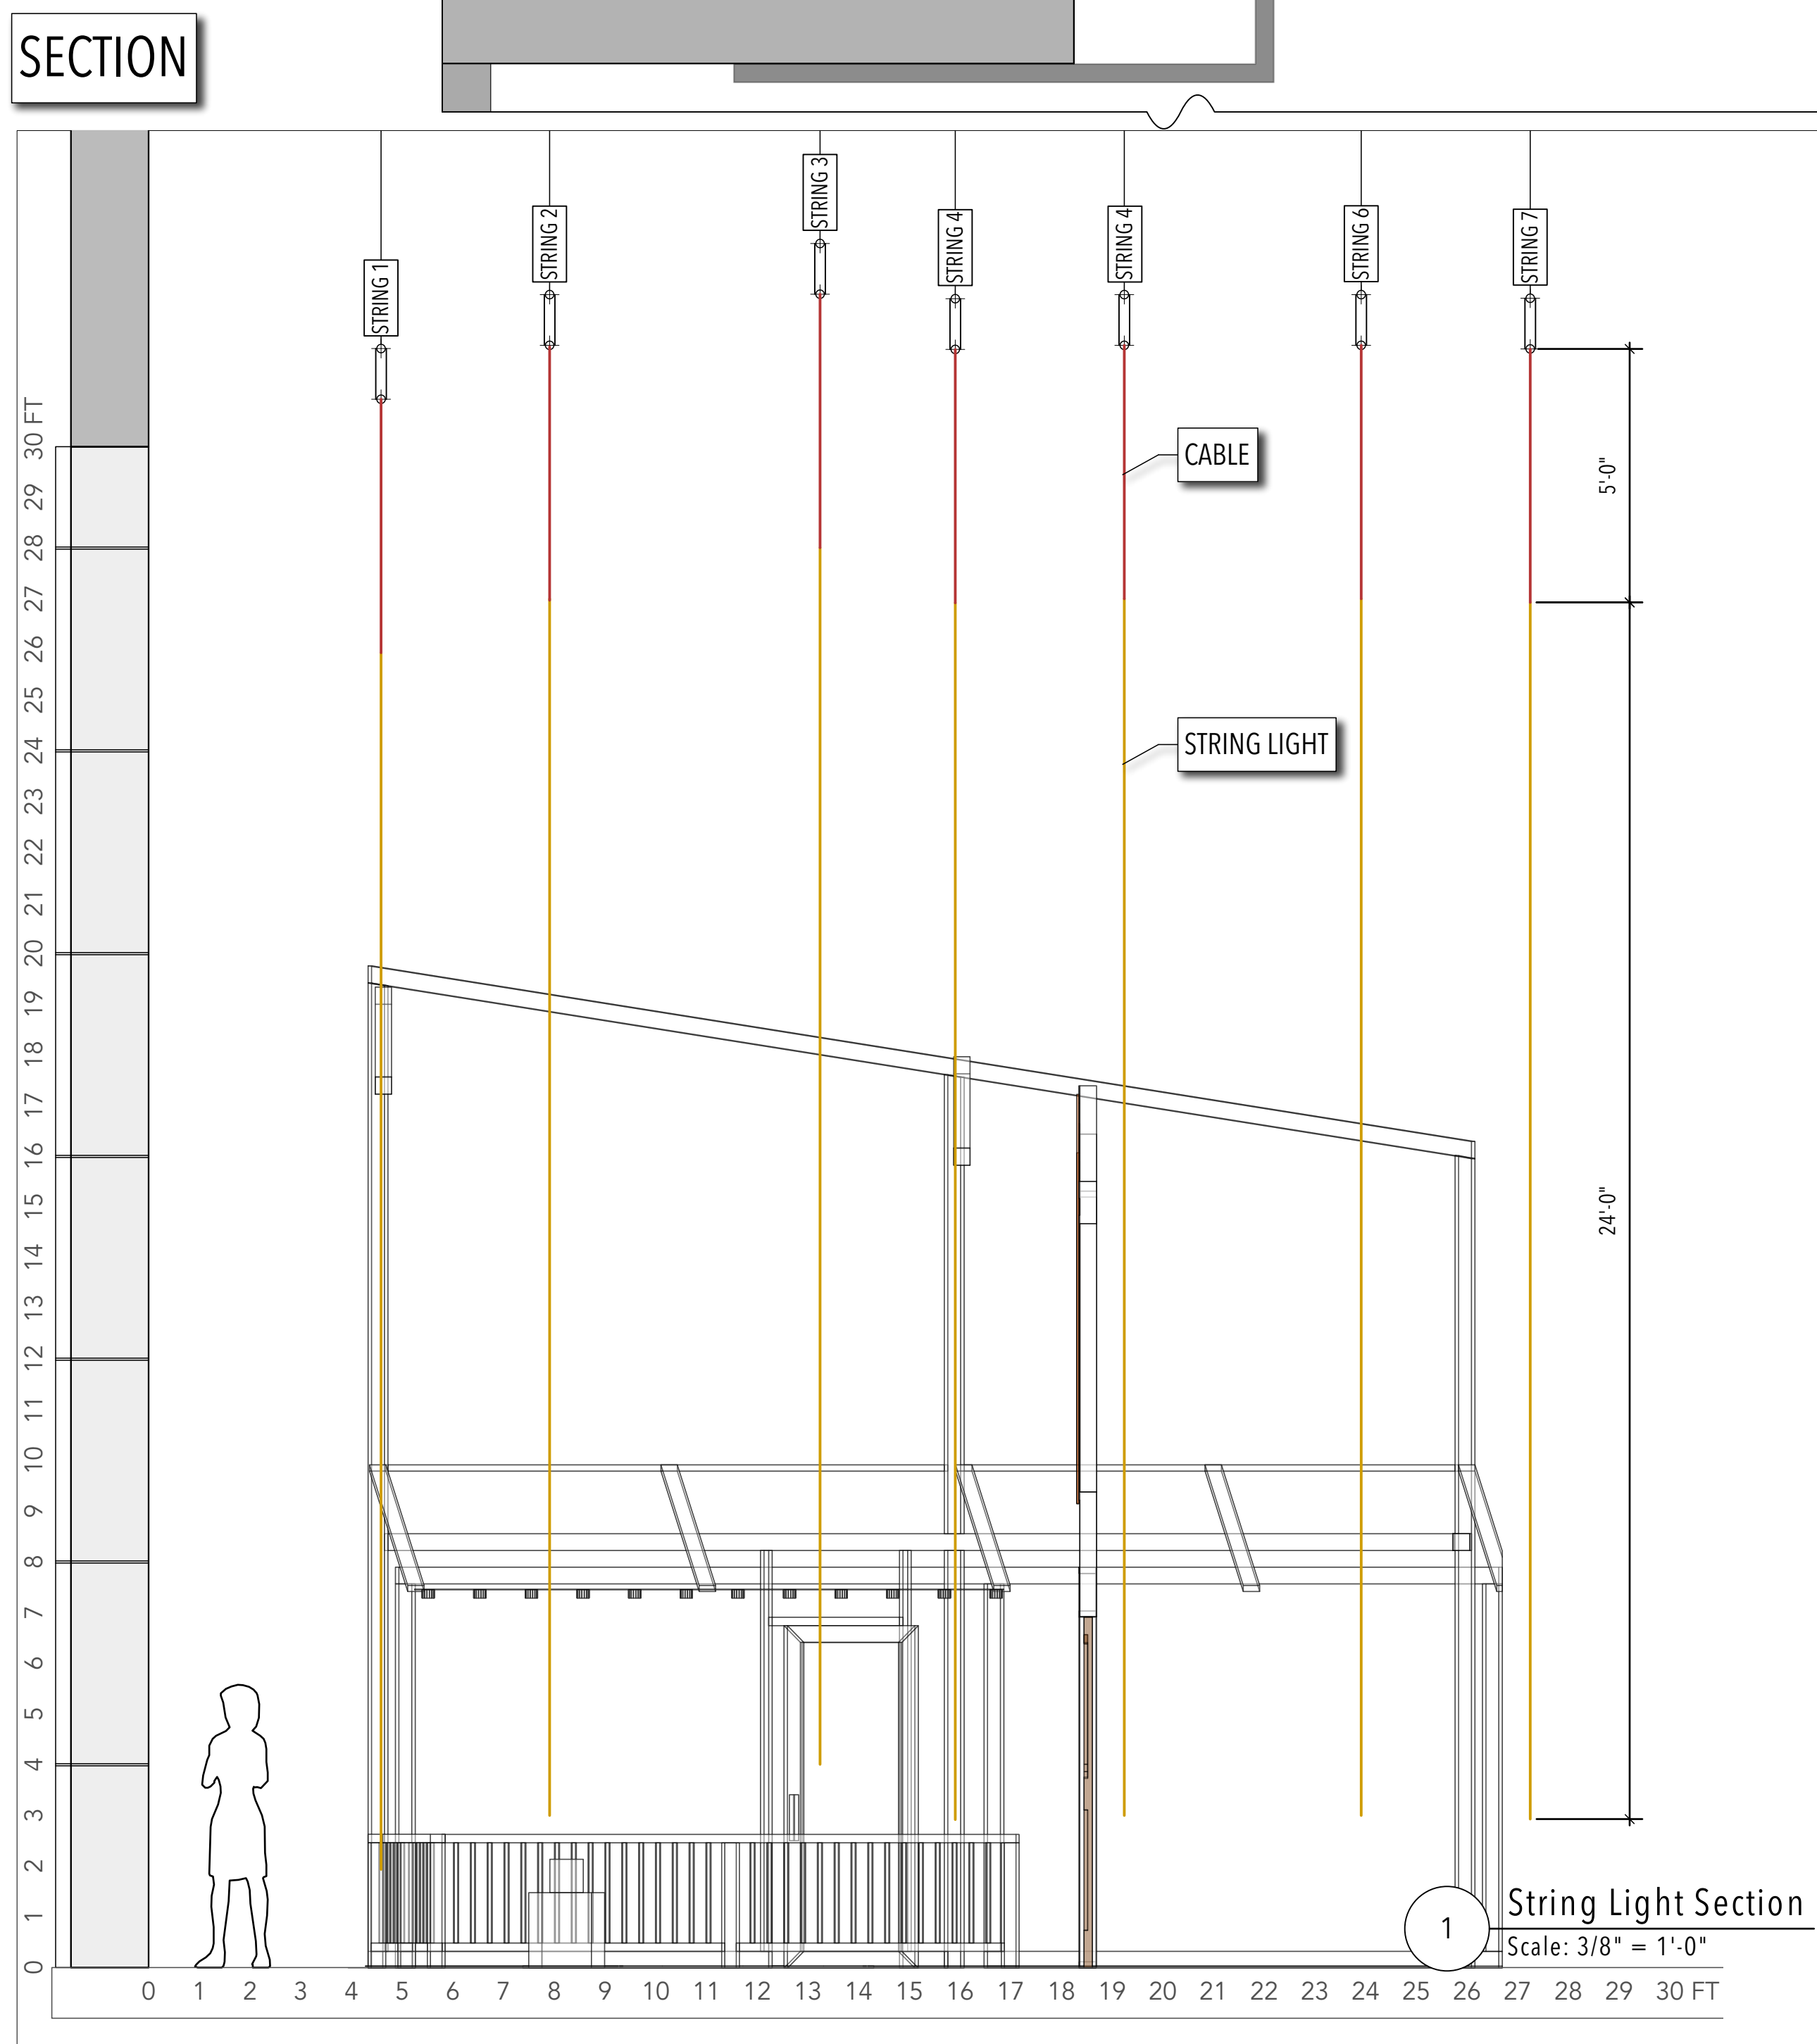 SECTION
STRING 1
STRING 2
STRING 3
STRING 4
STRING 4
STRING 6
STRING 7
CABLE
5'-0"
STRING LIGHT
24'-0"
30 FT
29
28
27
26
25
24
23
22
21
20
19
18
17
16
15
14
13
12
11
10
9
8
7
6
5
4
3
2
1
0
0 1 2 3 4 5 6 7 8 9 10 11 12 13 14 15 16 17 18 19 20 21 22 23 24 25 26 27 28 29 30 FT
1
String Light Section
Scale: 3/8" = 1'-0"